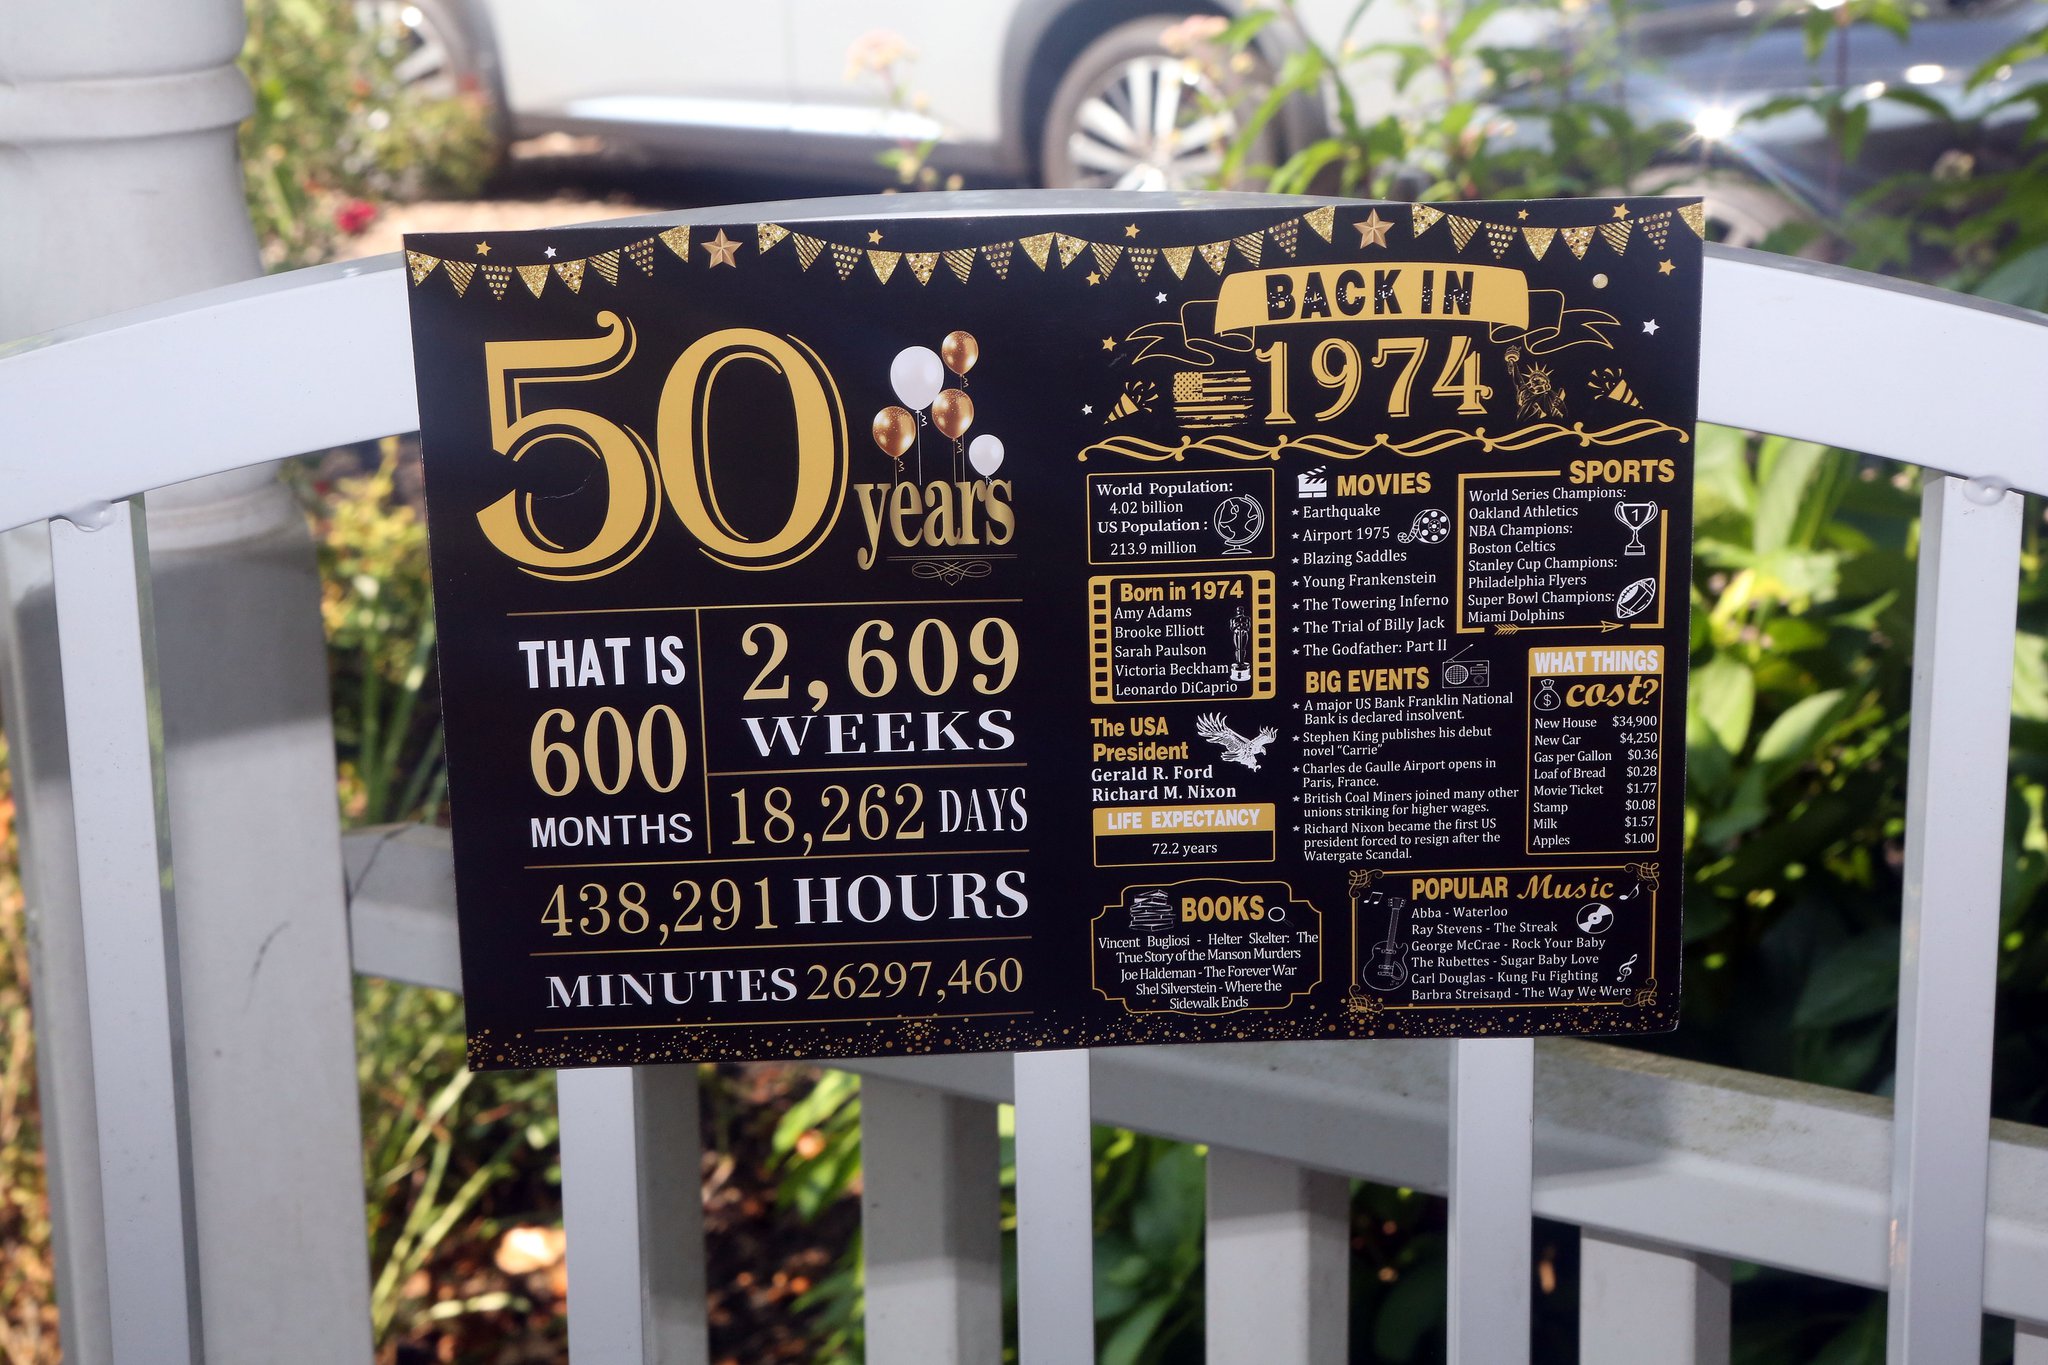 50
years
THAT IS
600
MONTHS
2,609
WEEKS
18,262 DAYS
438,291 HOURS
MINUTES 26297,460
BACK IN
1974
World Population:
4.02 billion
US Population :
213.9 million
Born in 1974
Amy Adams
Brooke Elliott
Sarah Paulson
Victoria Beckham
Leonardo DiCaprio
The USA
President
Gerald R. Ford
Richard M. Nixon
LIFE EXPECTANCY
72.2 years
MOVIES
Earthquake
Airport 1975
Blazing Saddles
Young Frankenstein
The Towering Inferno
The Trial of Billy Jack
The Godfather: Part II
BIG EVENTS
A major US Bank Franklin National
Bank is declared insolvent.
Stephen King publishes his debut
novel "Carrie"
Charles de Gaulle Airport opens in
Paris, France.
British Coal Miners joined many other
unions striking for higher wages.
Richard Nixon became the first US
president forced to resign after the
Watergate Scandal.
SPORTS
World Series Champions:
Oakland Athletics
NBA Champions:
Boston Celtics
Stanley Cup Champions:
Philadelphia Flyers
Super Bowl Champions:
Miami Dolphins
1
WHAT THINGS
cost?
$
New House $34,900
New Car $4,250
Gas per Gallon $0.36
Loaf of Bread $0.28
Movie Ticket $1.77
Stamp $0.08
Milk $1.57
Apples $1.00
BOOKS
Vincent Bugliosi - Helter Skelter: The
True Story of the Manson Murders
Joe Haldeman - The Forever War
Shel Silverstein - Where the
Sidewalk Ends
POPULAR Music
Abba - Waterloo
Ray Stevens - The Streak
George McCrae - Rock Your Baby
The Rubettes - Sugar Baby Love
Carl Douglas - Kung Fu Fighting
Barbra Streisand - The Way We Were